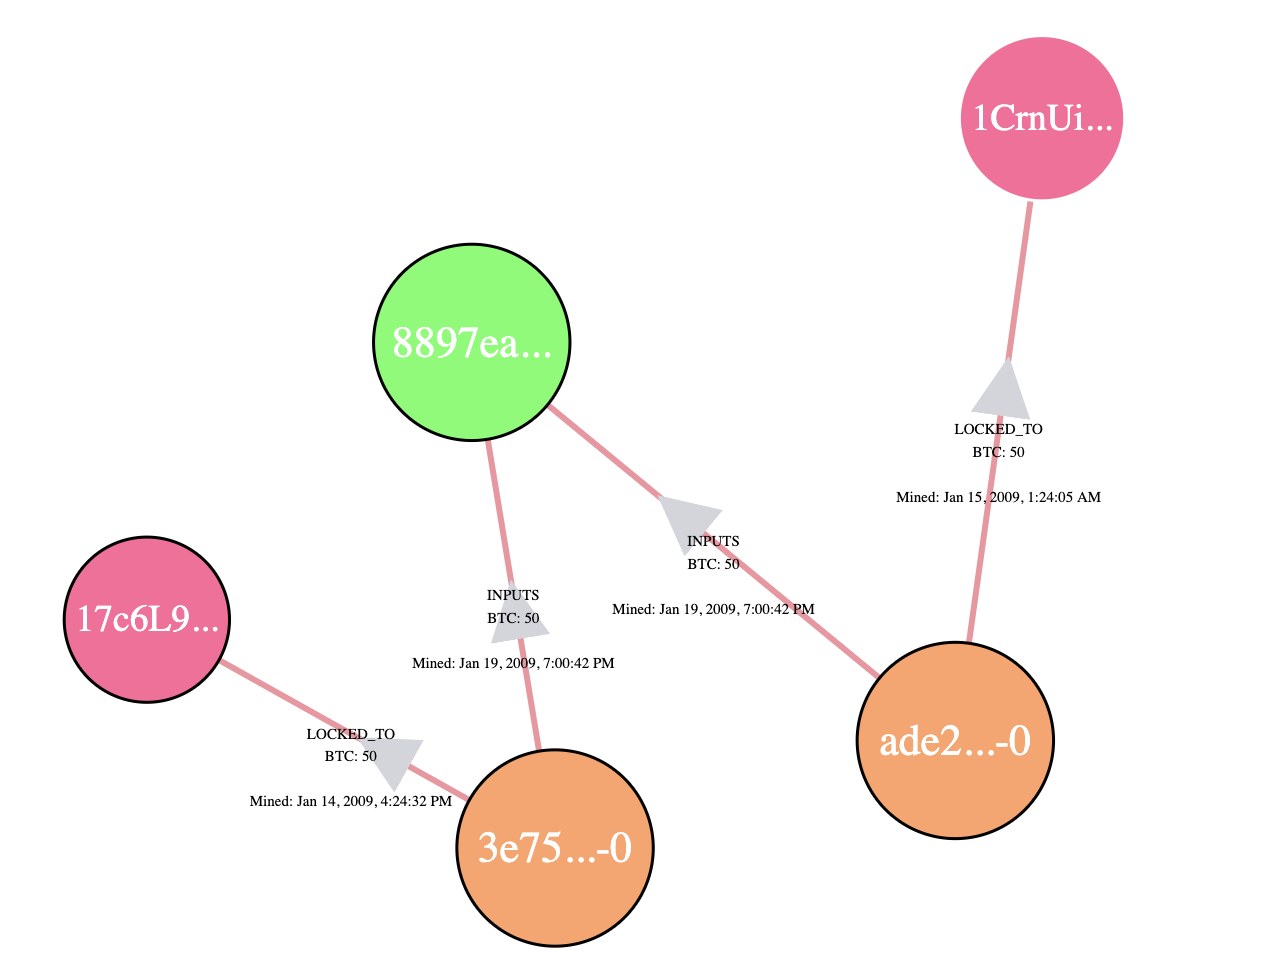 1CrnUi...
8897ea...
LOCKED_TO
BTC: 50
Mined: Jan 15, 2009, 1:24:05 AM
INPUTS
BTC: 50
Mined: Jan 19, 2009, 7:00:42 PM
INPUTS
BTC: 50
Mined: Jan 19, 2009, 7:00:42 PM
17c6L9...
LOCKED_TO
BTC: 50
Mined: Jan 14, 2009, 4:24:32 PM
ade2...-0
3e75...-0